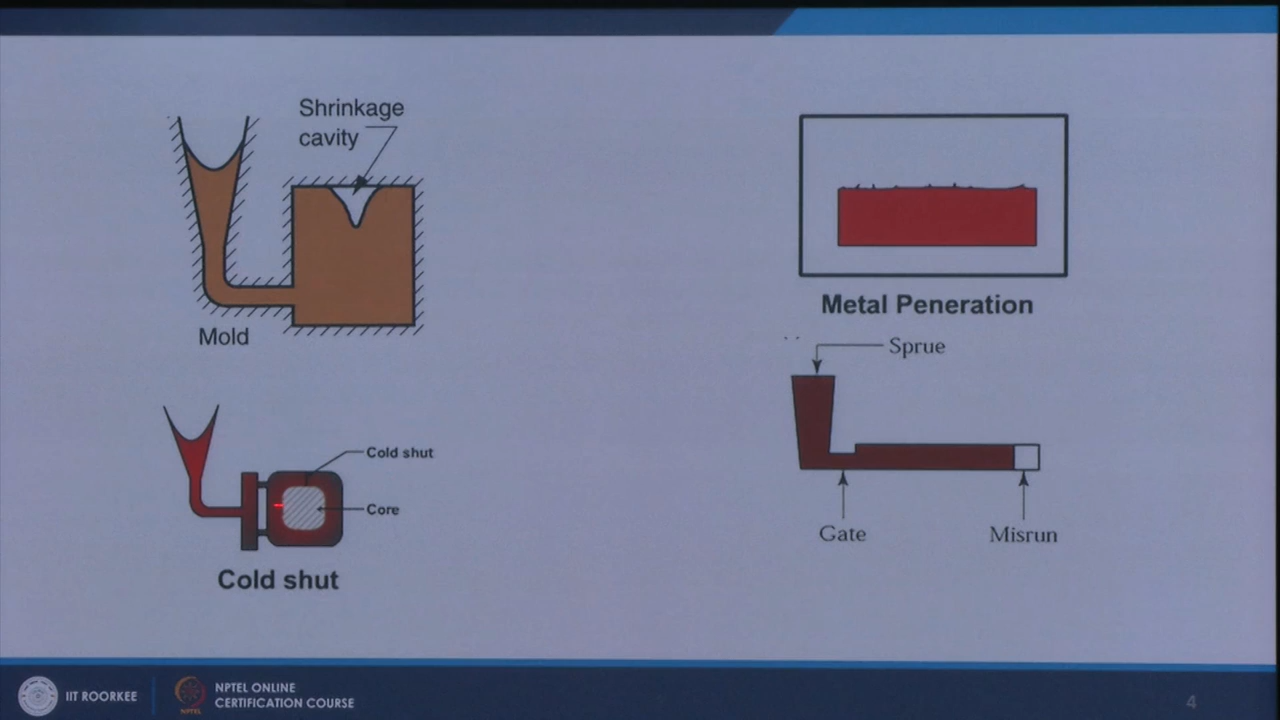 Shrinkage
cavity
Mold
Cold shut
Core
Cold shut
Metal Peneration
Sprue
Gate
Misrun
IIT ROORKEE
NPTEL
NPTEL ONLINE
CERTIFICATION COURSE
4